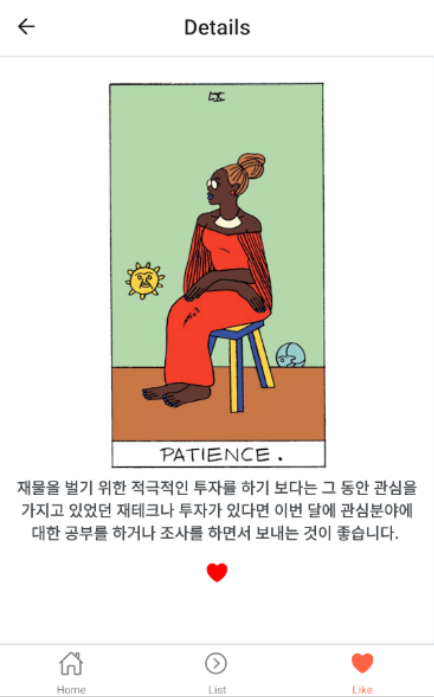 Details
PATIENCE.
재물을 벌기 위한 적극적인 투자를 하기 보다는 그 동안 관심을
가지고 있었던 재테크나 투자가 있다면 이번 달에 관심분야에
대한 공부를 하거나 조사를 하면서 보내는 것이 좋습니다.
Home
List
Like